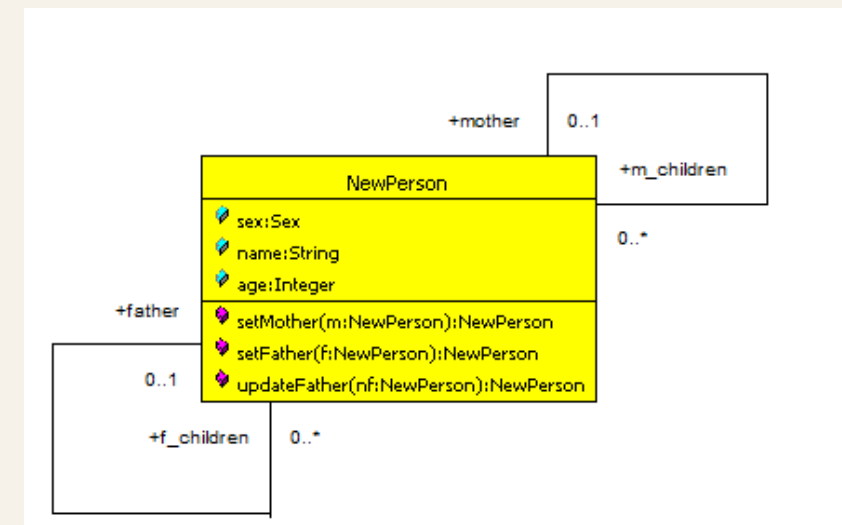 +mother
0..1
NewPerson
+m_children
sex:Sex
name:String
0..*
age:Integer
+father
setMother(m:NewPerson):NewPerson
setFather(f:NewPerson):NewPerson
0..1
updateFather(nf:NewPerson):NewPerson
+f_children
0..*